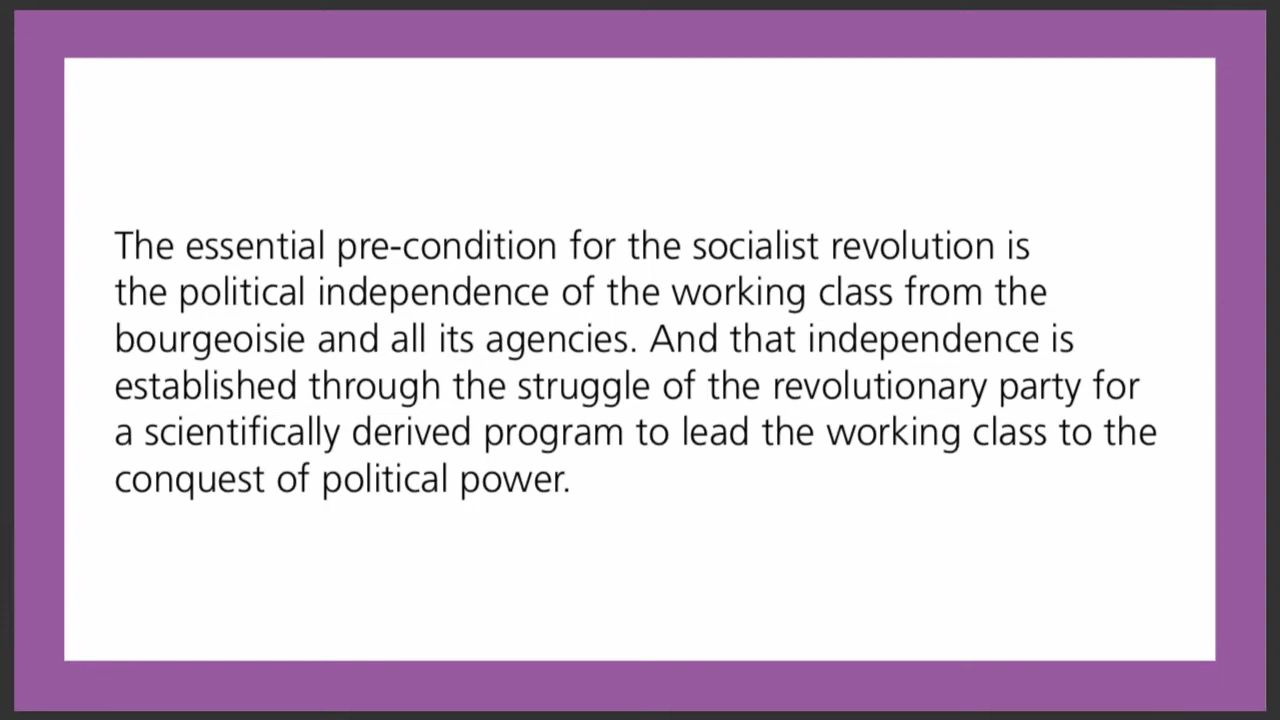 The essential pre-condition for the socialist revolution is
the political independence of the working class from the
bourgeoisie and all its agencies. And that independence is
established through the struggle of the revolutionary party for
a scientifically derived program to lead the working class to the
conquest of political power.